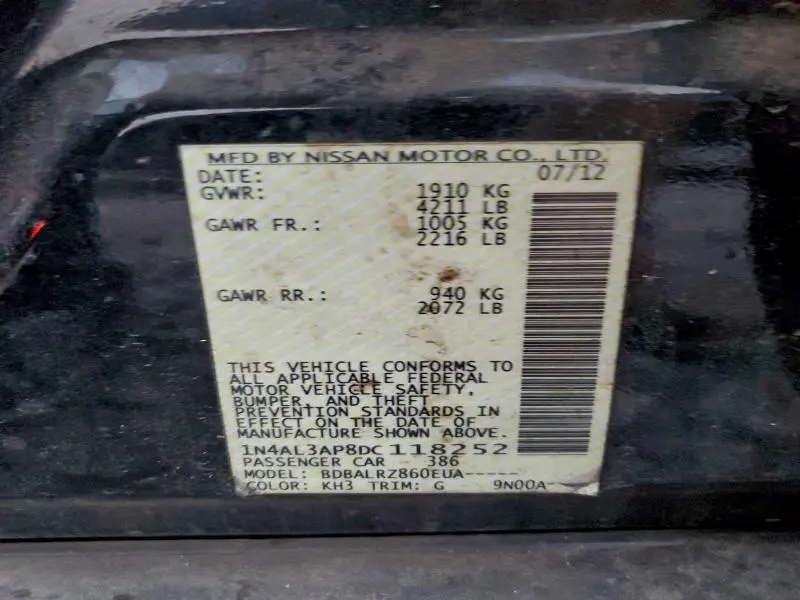 MFD BY NISSAN MOTOR CO., LTD.
DATE: 07/12
GVWR: 1910 KG
4211 LB
GAWR FR.: 1005 KG
2216 LB
GAWR RR.: 940 KG
2072 LB
THIS VEHICLE CONFORMS TO
ALL APPLICABLE FEDERAL
MOTOR VEHICLE SAFETY,
BUMPER, AND THEFT
PREVENTION STANDARDS IN
EFFECT ON THE DATE OF
MANUFACTURE SHOWN ABOVE.
1N4AL3AP8DC118252
PASSENGER CAR 386
MODEL: BDBALRZ860EUA-----
COLOR: KH3 TRIM: G 9N00A-